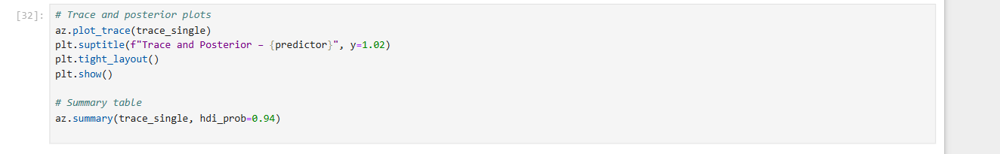 [32]: # Trace and posterior plots
az.plot_trace(trace_single)
plt.suptitle(f"Trace and Posterior – {predictor}", y=1.02)
plt.tight_layout()
plt.show()

# Summary table
az.summary(trace_single, hdi_prob=0.94)